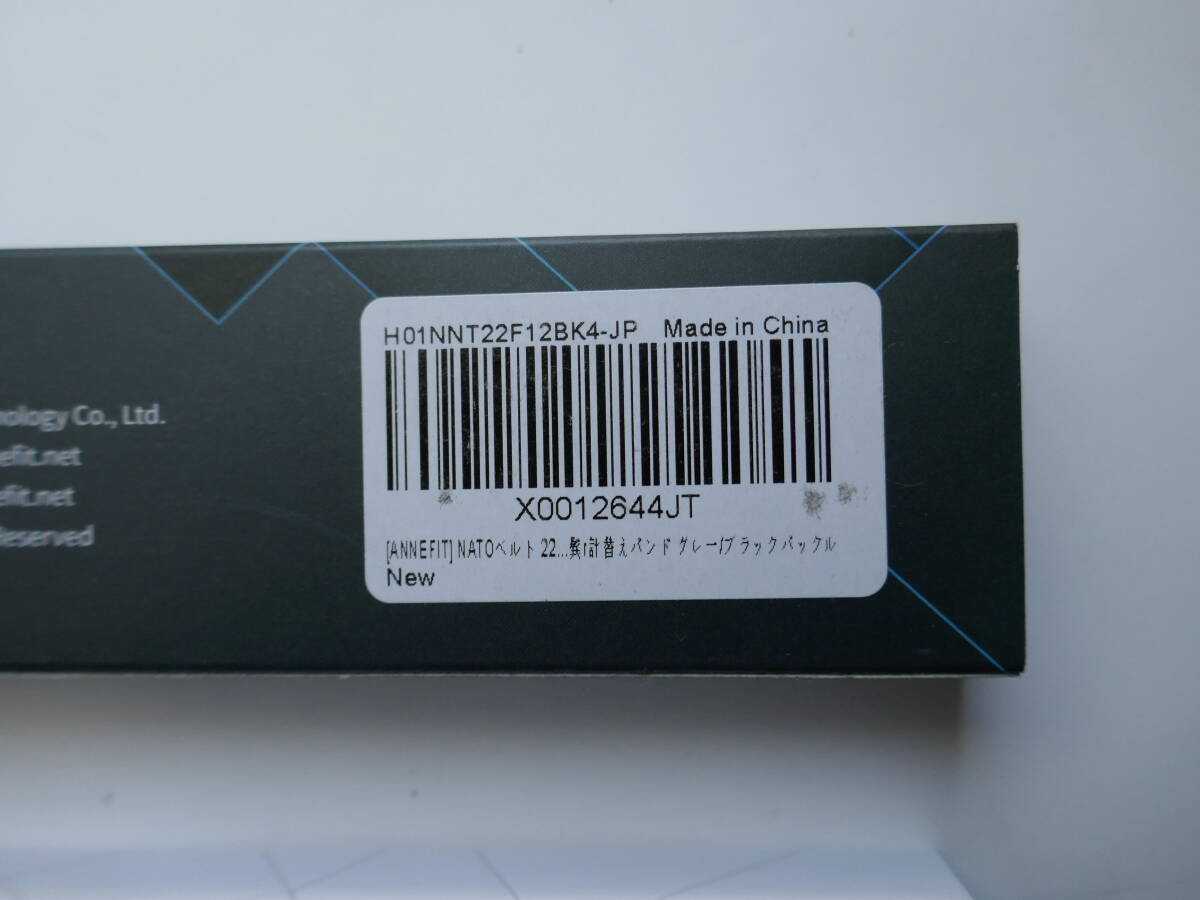 nology Co., Ltd.
efit.net
efit.net
Reserved
H01NNT22F12BK4-JP Made in China
X0012644JT
[ANNEFIT] NATOベルト 22... 計替えバンド グレー/ブラックバックル
New